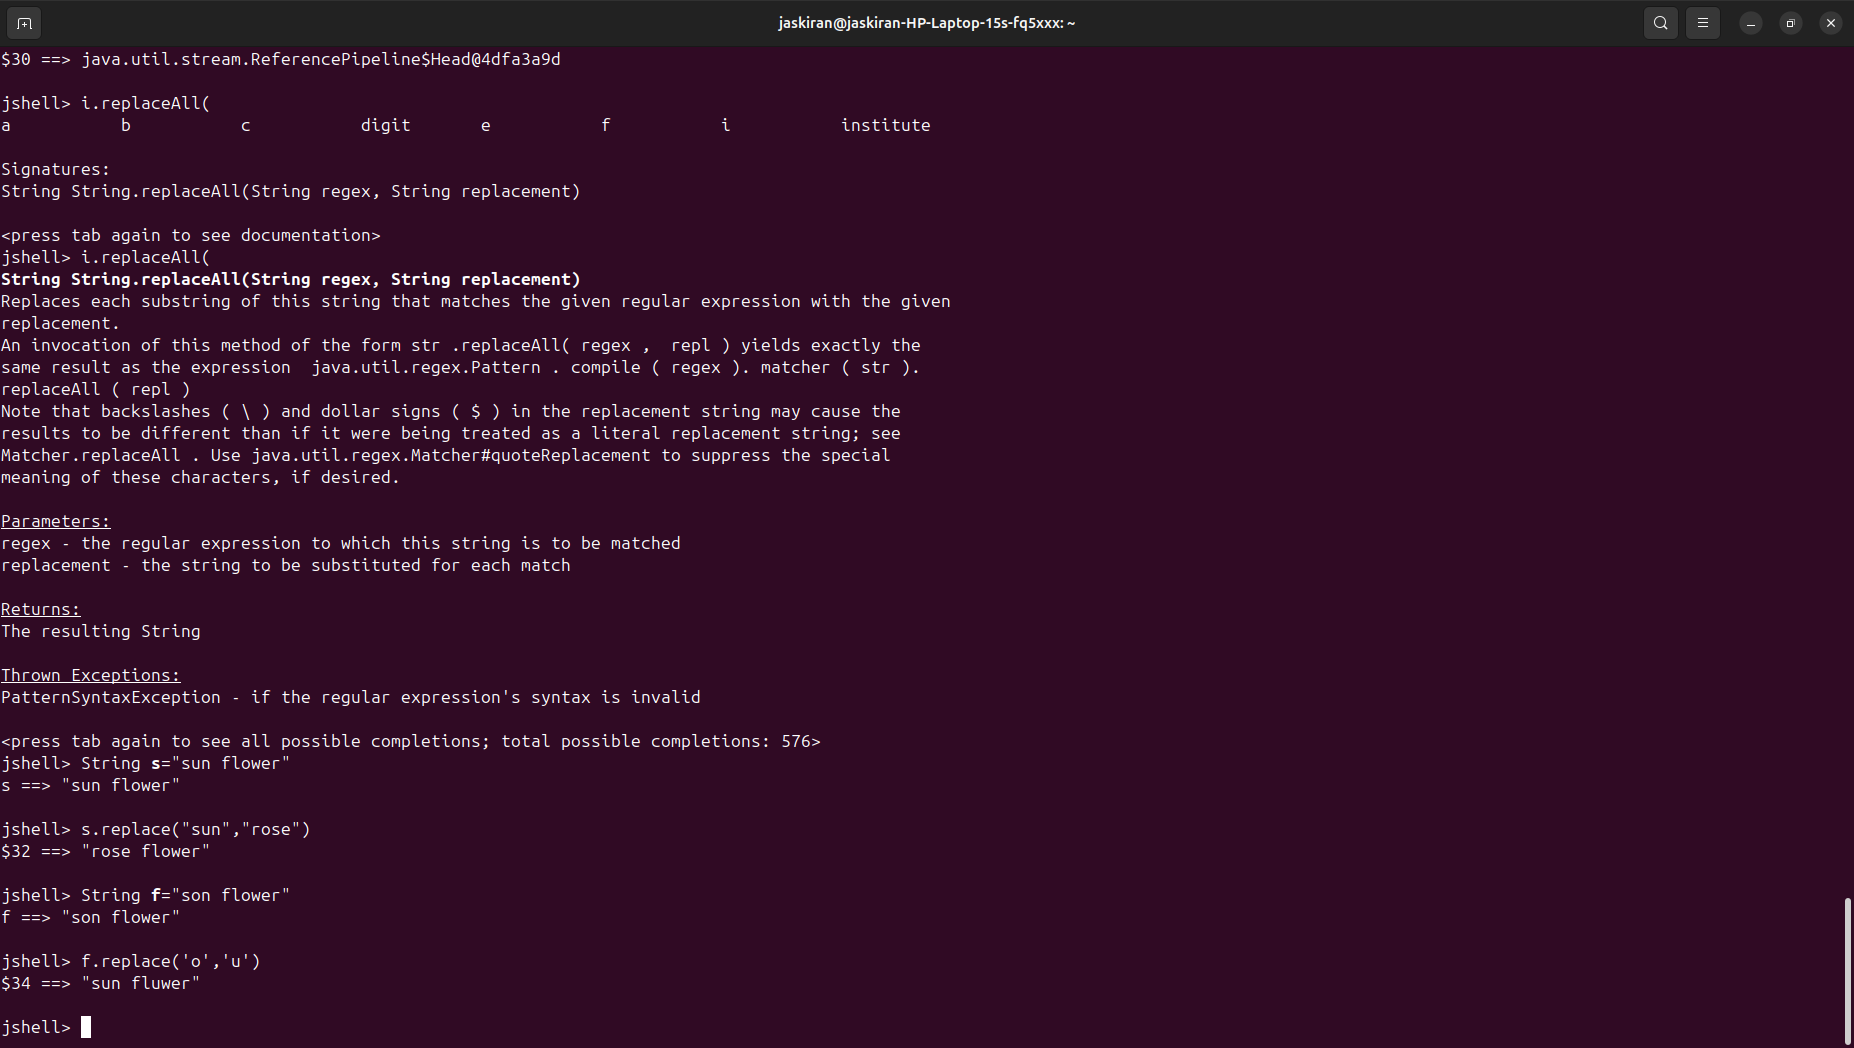 jaskiran@jaskiran-HP-Laptop-15s-fq5xxx: ~
$30 ==> java.util.stream.ReferencePipeline$Head@4dfa3a9d
jshell> i.replaceAll(
a b c digit e f i institute
Signatures:
String String.replaceAll(String regex, String replacement)
<press tab again to see documentation>
jshell> i.replaceAll(
String String.replaceAll(String regex, String replacement)
Replaces each substring of this string that matches the given regular expression with the given
replacement.
An invocation of this method of the form str .replaceAll( regex ,  repl ) yields exactly the
same result as the expression  java.util.regex.Pattern . compile ( regex ). matcher ( str ).
replaceAll ( repl )
Note that backslashes ( \ ) and dollar signs ( $ ) in the replacement string may cause the
results to be different than if it were being treated as a literal replacement string; see
Matcher.replaceAll . Use java.util.regex.Matcher#quoteReplacement to suppress the special
meaning of these characters, if desired.
Parameters:
regex - the regular expression to which this string is to be matched
replacement - the string to be substituted for each match
Returns:
The resulting String
Thrown Exceptions:
PatternSyntaxException - if the regular expression's syntax is invalid
<press tab again to see all possible completions; total possible completions: 576>
jshell> String s="sun flower"
s ==> "sun flower"
jshell> s.replace("sun","rose")
$32 ==> "rose flower"
jshell> String f="son flower"
f ==> "son flower"
jshell> f.replace('o','u')
$34 ==> "sun fluwer"
jshell>